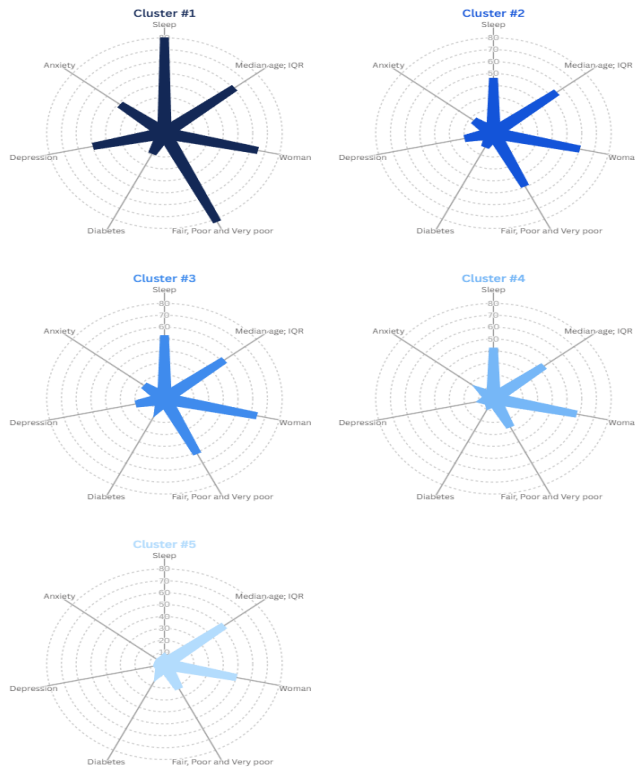 Cluster #1
Sleep
80
Anxiety
Median age; IQR
Depression
Woman
Diabetes
Fair, Poor and Very poor
Cluster #2
Sleep
80
70
60
50
Anxiety
Median age; IQR
Depression
Woma
Diabetes
Fair, Poor and Very poor
Cluster #3
Sleep
80
70
60
Anxiety
Median age; IQR
Depression
Woman
Diabetes
Fair, Poor and Very poor
Cluster #4
Sleep
80
70
60
50
Anxiety
Median age; IQR
Depression
Woma
Diabetes
Fair, Poor and Very poor
Cluster #5
Sleep
80
70
60
50
40
30
20
10
Anxiety
Median age; IQR
Depression
Woman
Diabetes
Fair, Poor and Very poor